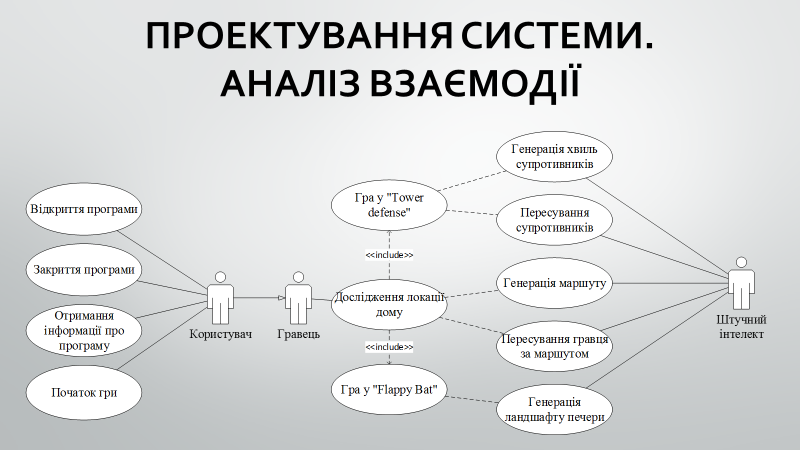 ПРОЕКТУВАННЯ СИСТЕМИ.
АНАЛІЗ ВЗАЄМОДІЇ
Відкриття програми
Закриття програми
Отримання
інформації про
програму
Початок гри
Користувач
Гравець
Гра у "Tower
defense"
<<include>>
Дослідження локації
дому
<<include>>
Гра у "Flappy Bat"
Генерація хвиль
супротивників
Пересування
супротивників
Генерація маршруту
Пересування гравця
за маршутом
Генерація
ландшафту печери
Штучний
інтелект